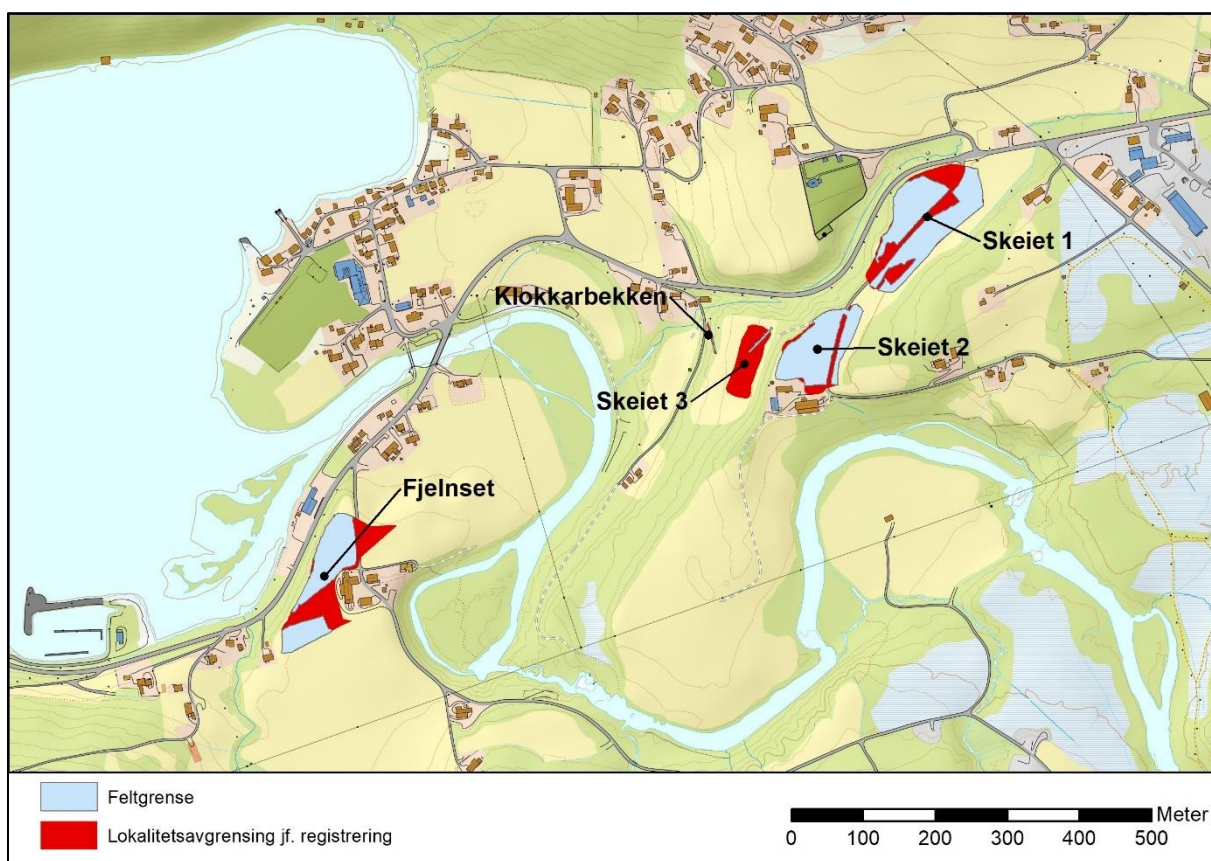 Skeiet 1
Klokkarbekken
Skeiet 2
Skeiet 3
Fjelnset
Feltgrense
Lokalitetsavgrensing jf. registrering
Meter
0 100 200 300 400 500